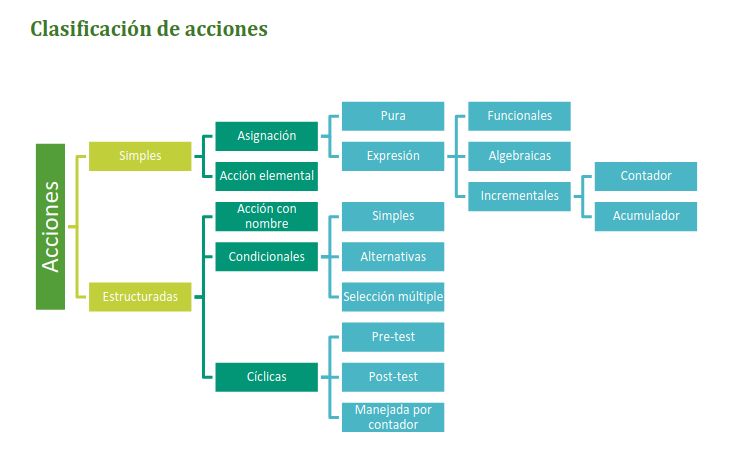 Clasificación de acciones
Acciones
Simples
Asignación
Pura
Expresión
Funcionales
Algebraicas
Incrementales
Contador
Acumulador
Acción elemental
Estructuradas
Acción con
nombre
Condicionales
Simples
Alternativas
Selección múltiple
Cíclicas
Pre-test
Post-test
Manejada por
contador